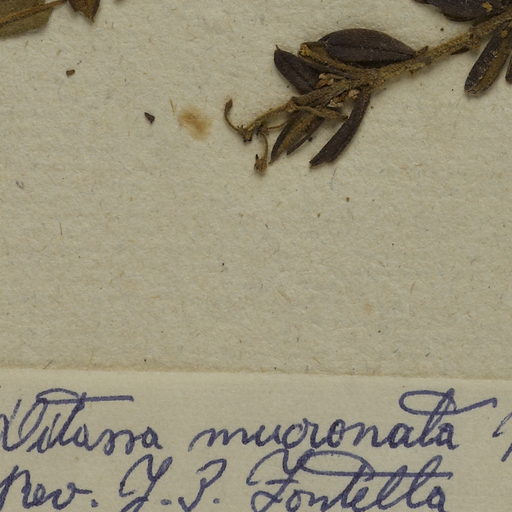 Ditassa mucronata
Rev. J. P. Fontella